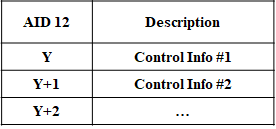 AID 12 Description
Y Control Info #1
Y+1 Control Info #2
Y+2 …